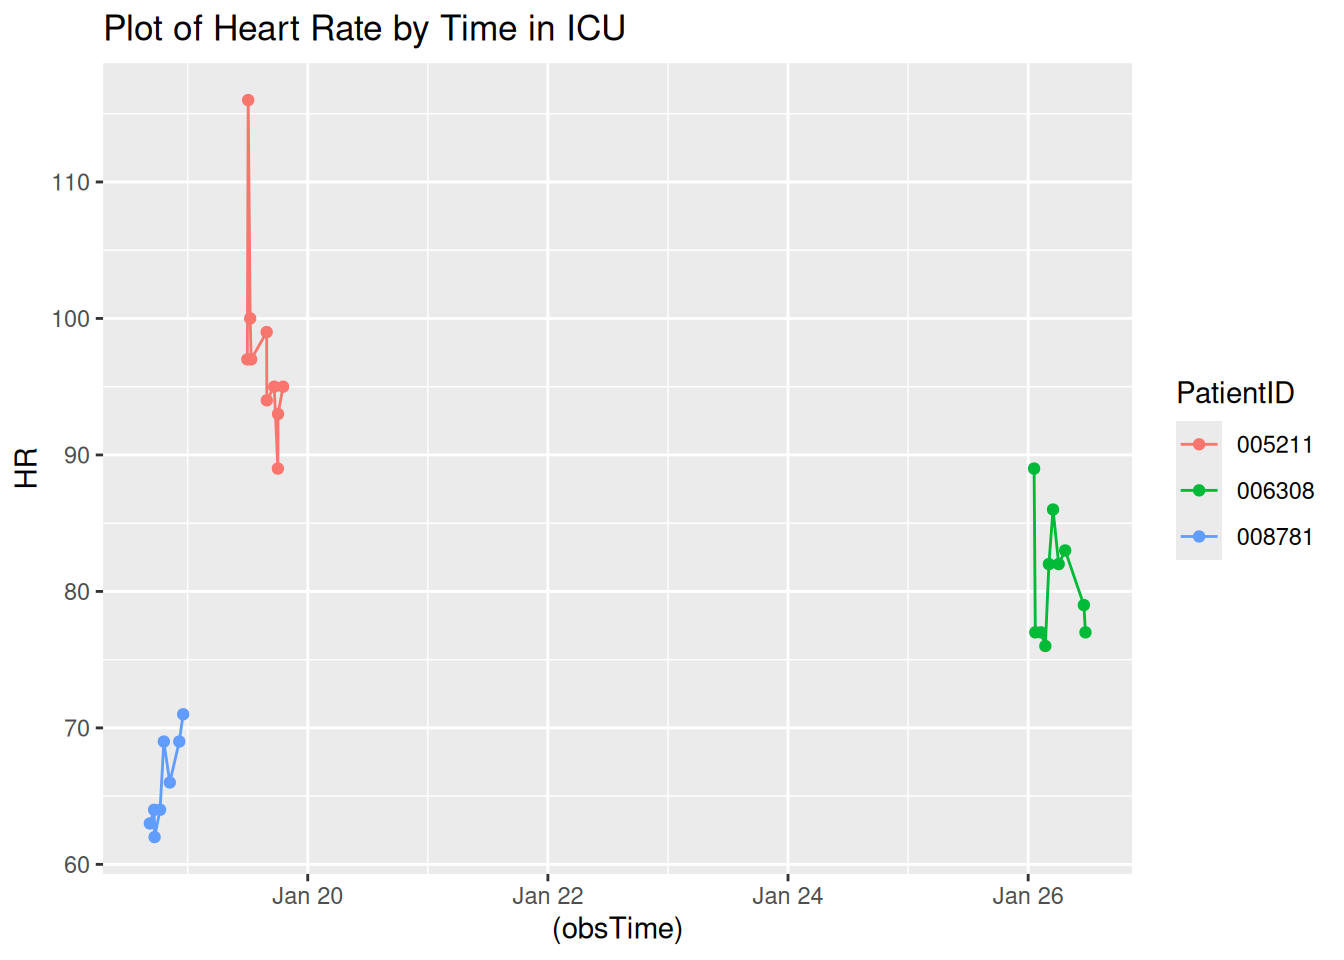 Plot of Heart Rate by Time in ICU
110
100
90
80
70
60
HR
Jan 20 Jan 22 Jan 24 Jan 26
(obsTime)
PatientID
005211
006308
008781